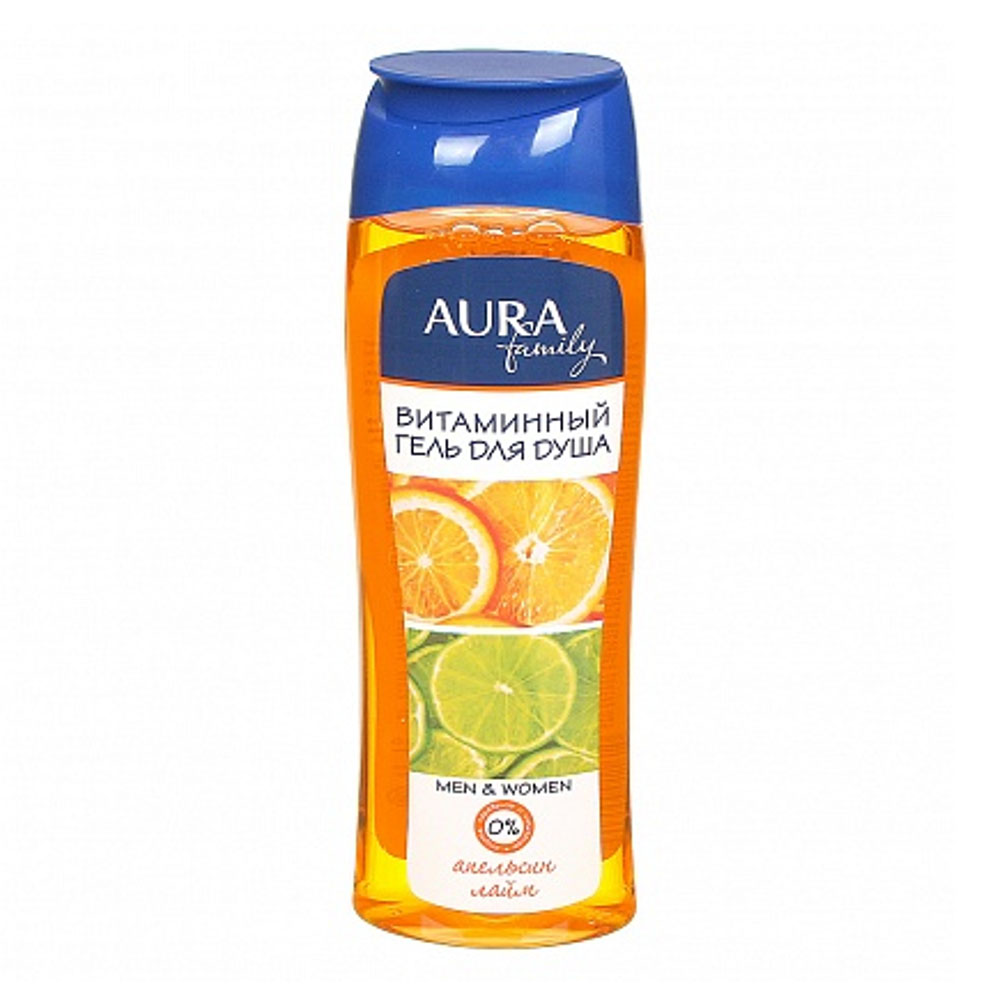 AURA
family
ВИТАМИННЫЙ
ГЕЛЬ ДЛЯ ДУША
MEN & WOMEN
0%
апельсин
лайм